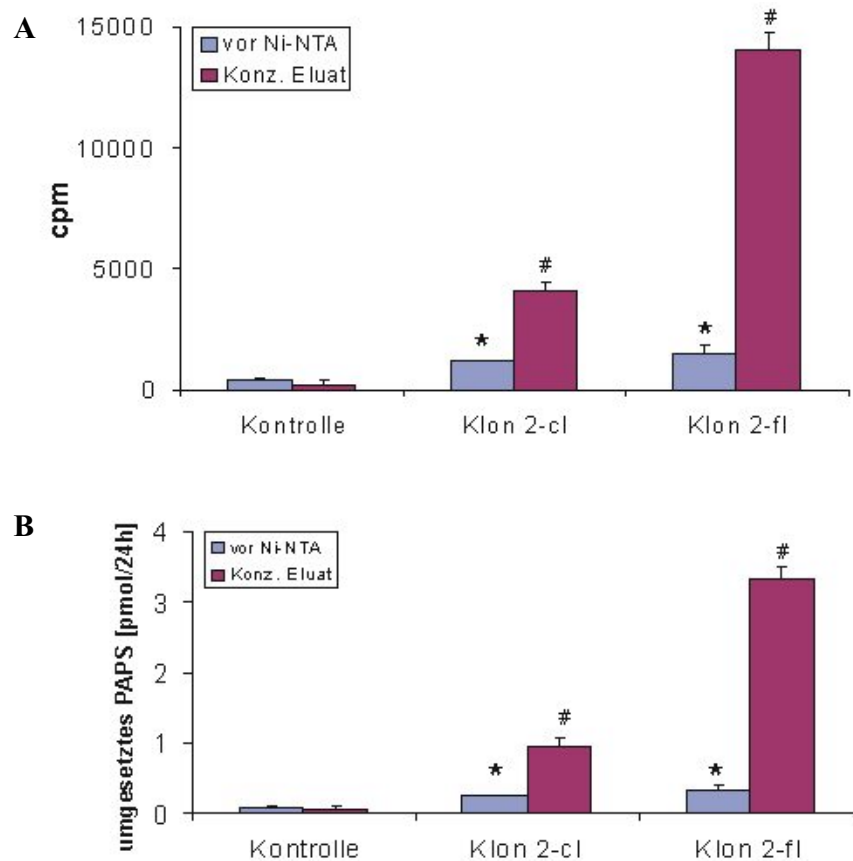 A
15000
vor Ni-NTA
Konz. Eluat
#
10000
cpm
5000
#
*
*
0
Kontrolle
Klon 2-cl
Klon 2-fl
B
umgesetztes PAPS [pmol/24h]
4
vor Ni-NTA
Konz. Eluat
#
3
2
1
#
*
*
0
Kontrolle
Klon 2-cl
Klon 2-fl